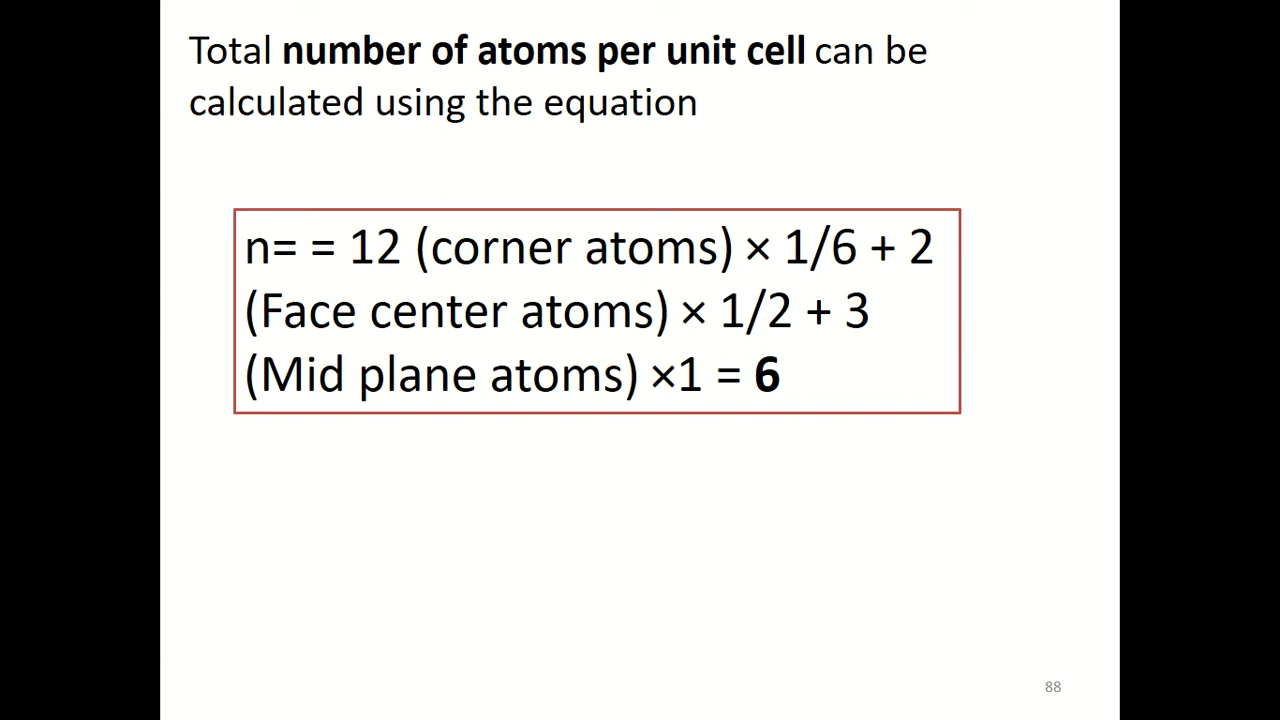 Total number of atoms per unit cell can be
calculated using the equation
n= = 12 (corner atoms) × 1/6 + 2
(Face center atoms) × 1/2 + 3
(Mid plane atoms) ×1 = 6
88